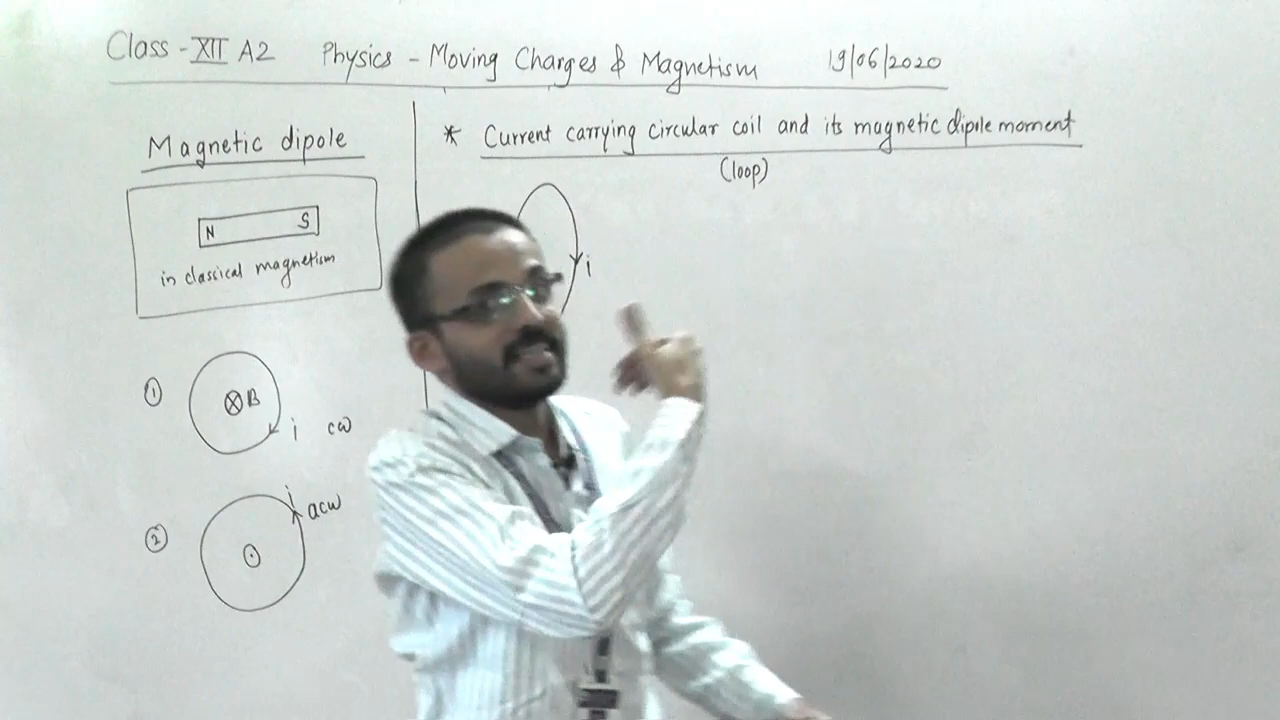 Class - XII A2 Physics - Moving Charges & Magnetism 19/06/2020
Magnetic dipole
N S
in classical magnetism
1
B
i cw
2
i
acw
* Current carrying circular coil and its magnetic dipole moment
(loop)
i